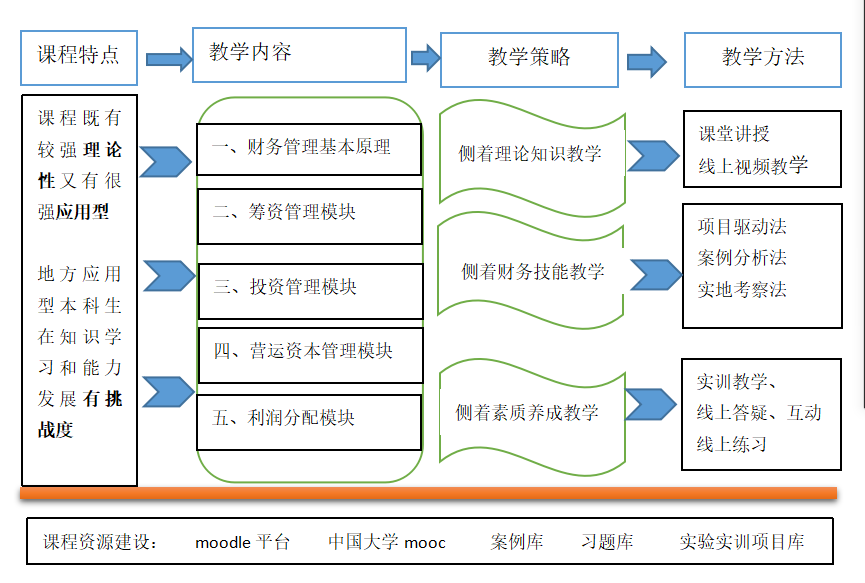 课程特点
教学内容
教学策略
教学方法
课程既有
较强理论
性又有很
强应用型
地方应用
型本科生
在知识学
习和能力
发展有挑
战度
一、财务管理基本原理
二、筹资管理模块
三、投资管理模块
四、营运资本管理模块
五、利润分配模块
侧着理论知识教学
侧着财务技能教学
侧着素质养成教学
课堂讲授
线上视频教学
项目驱动法
案例分析法
实地考察法
实训教学、
线上答疑、互动
线上练习
课程资源建设： moodle 平台 中国大学 mooc 案例库 习题库 实验实训项目库